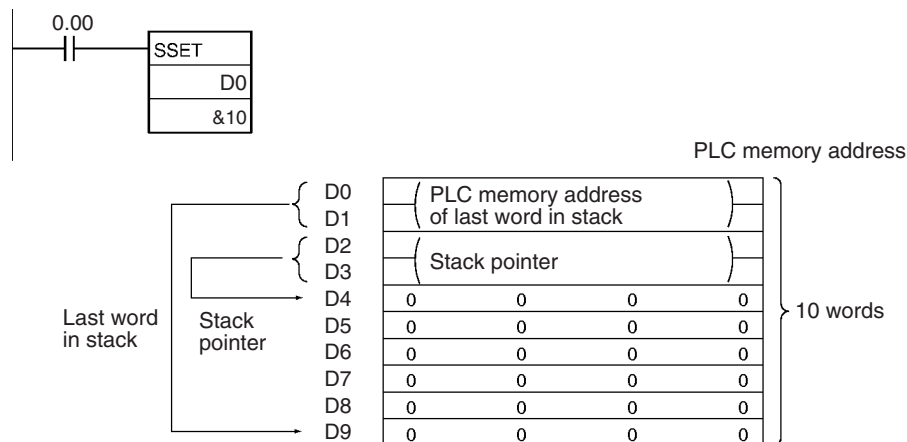 0.00
SSET
D0
&10
PLC memory address
D0
PLC memory address
D1
of last word in stack
D2
Stack pointer
D3
D4 0 0 0 0
D5 0 0 0 0
D6 0 0 0 0
D7 0 0 0 0
D8 0 0 0 0
D9 0 0 0 0
Last word
in stack
Stack
pointer
10 words